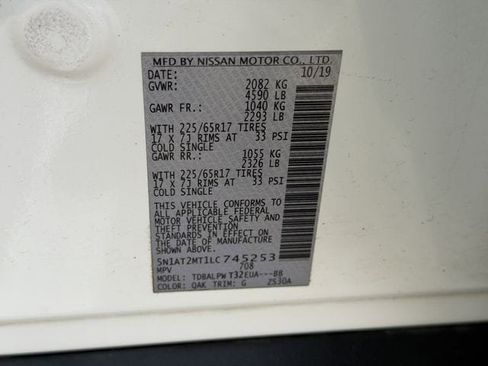 MFD BY NISSAN MOTOR CO., LTD.
DATE: 10/19
GVWR: 2082 KG
4590 LB
GAWR FR.: 1040 KG
2293 LB
WITH 225/65R17 TIRES
17 X 7J RIMS AT 33 PSI
COLD SINGLE
GAWR RR.: 1055 KG
2326 LB
WITH 225/65R17 TIRES
17 X 7J RIMS AT 33 PSI
COLD SINGLE
THIS VEHICLE CONFORMS TO
ALL APPLICABLE FEDERAL
MOTOR VEHICLE SAFETY AND
THEFT PREVENTION
STANDARDS IN EFFECT ON
THE DATE OF MANUFACTURE
SHOWN ABOVE.
5N1AT2MT1LC745253
MPV 708
MODEL: TDBALPWT32EUA---BB
COLOR: QAK TRIM: G 2530A